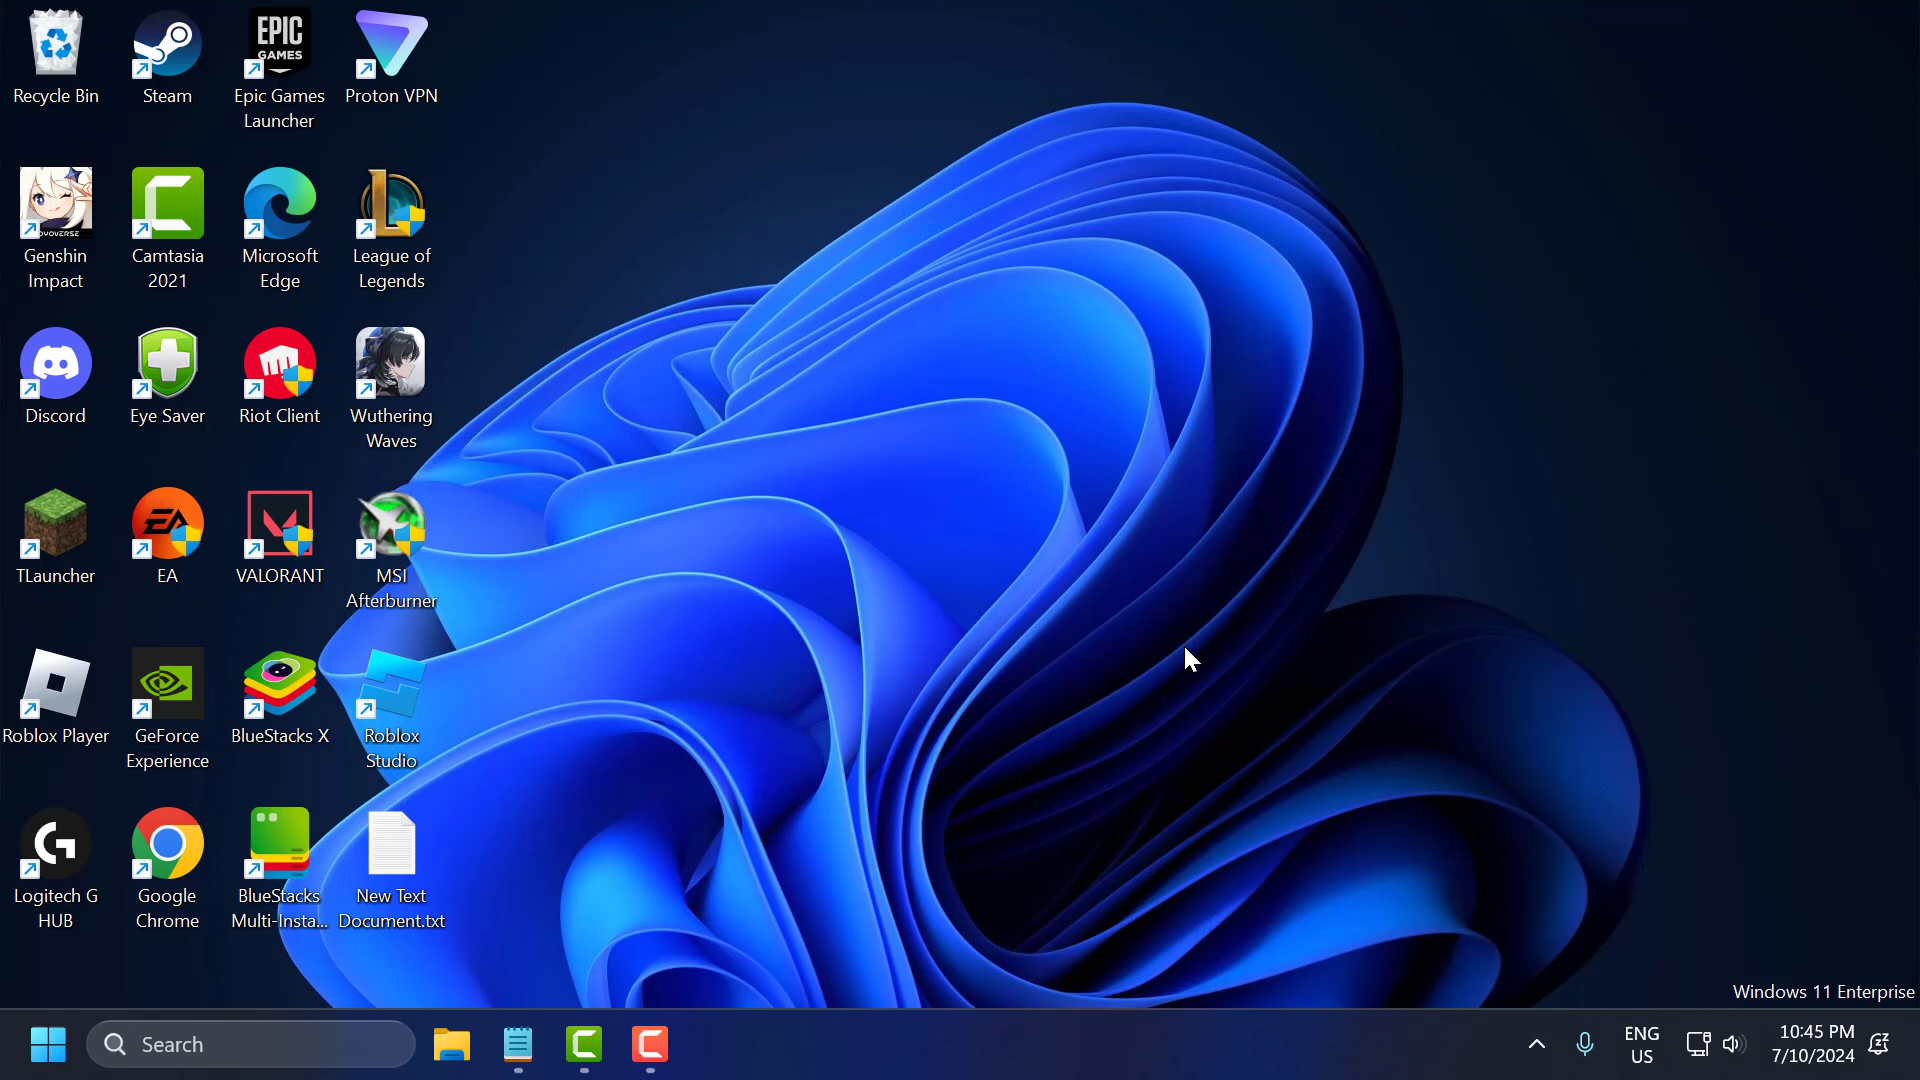 Recycle Bin
Steam
EPIC
GAMES
Epic Games
Launcher
Proton VPN
Genshin
Impact
Camtasia
2021
Microsoft
Edge
League of
Legends
Discord
Eye Saver
Riot Client
Wuthering
Waves
TLauncher
EA
EA
VALORANT
MSI
Afterburner
Roblox Player
GeForce
Experience
BlueStacks X
Roblox
Studio
Logitech G
HUB
Google
Chrome
BlueStacks
Multi-Insta...
New Text
Document.txt
Windows 11 Enterprise
Search
ENG
US
10:45 PM
7/10/2024